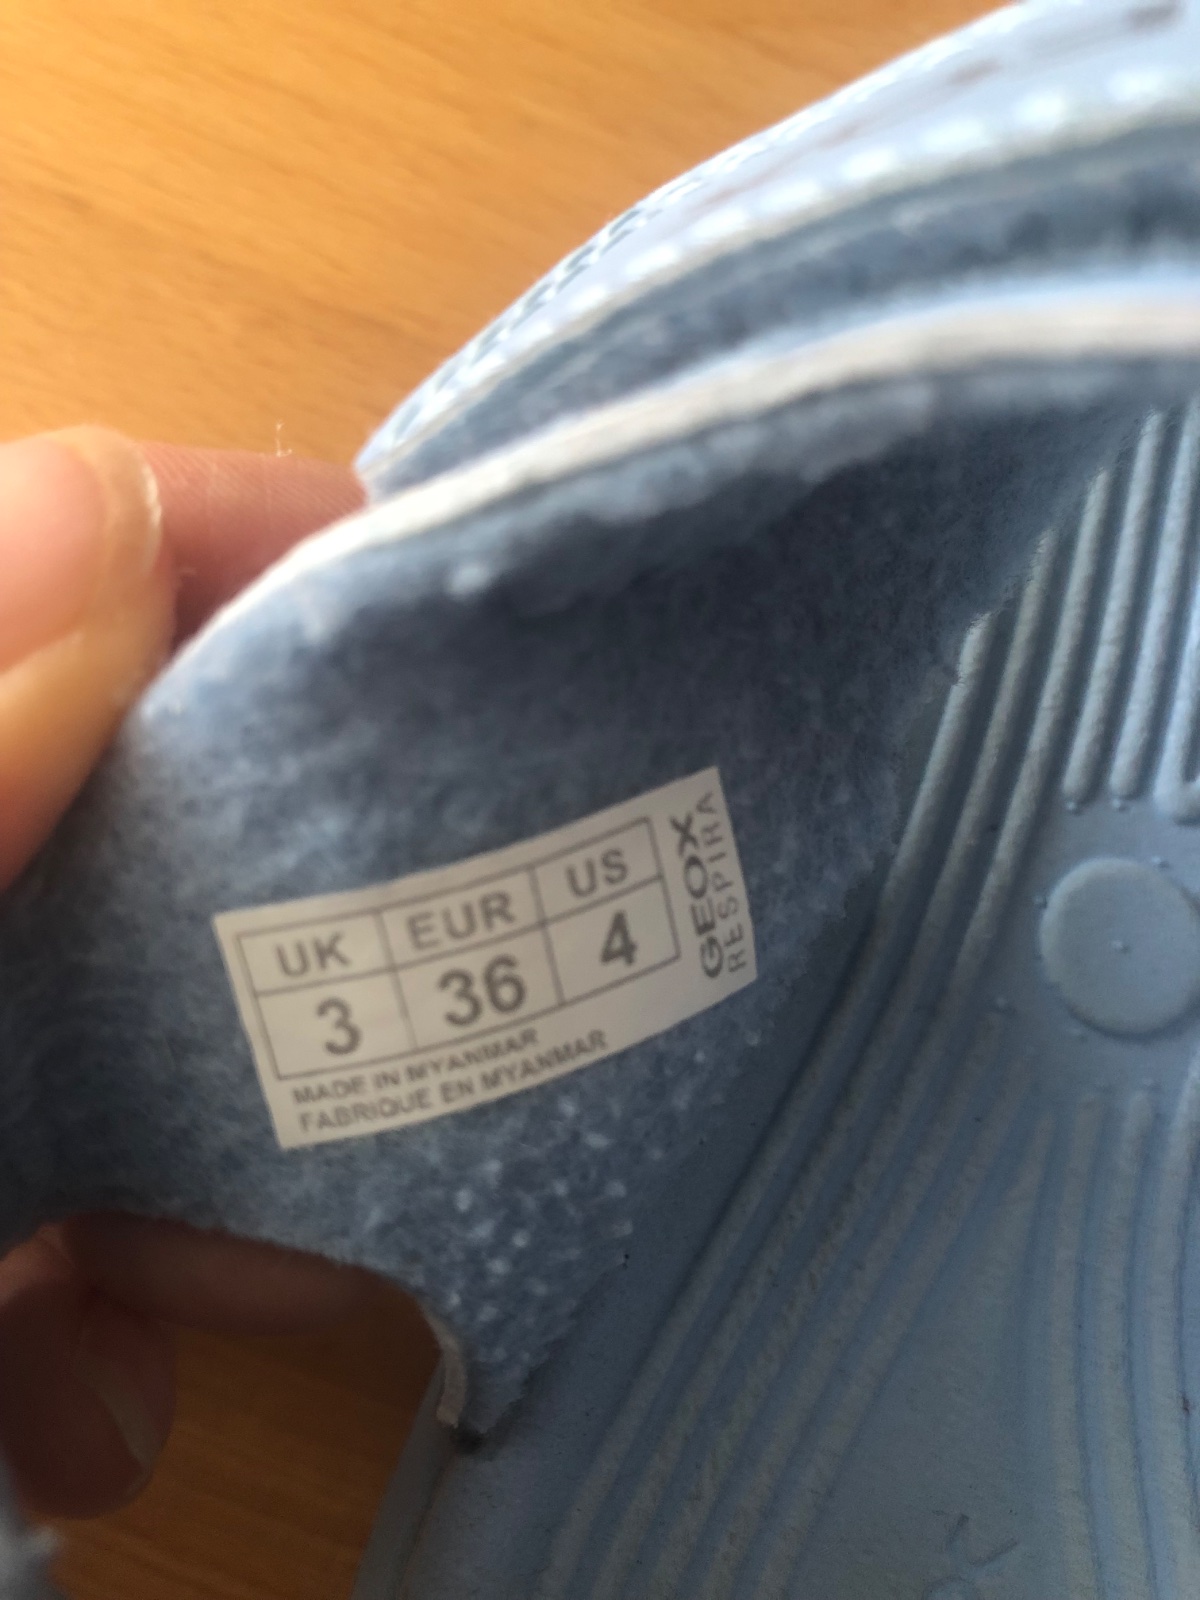 UK EUR US
3 36 4
MADE IN MYANMAR
FABRIQUE EN MYANMAR
GEOX
RESPIRA